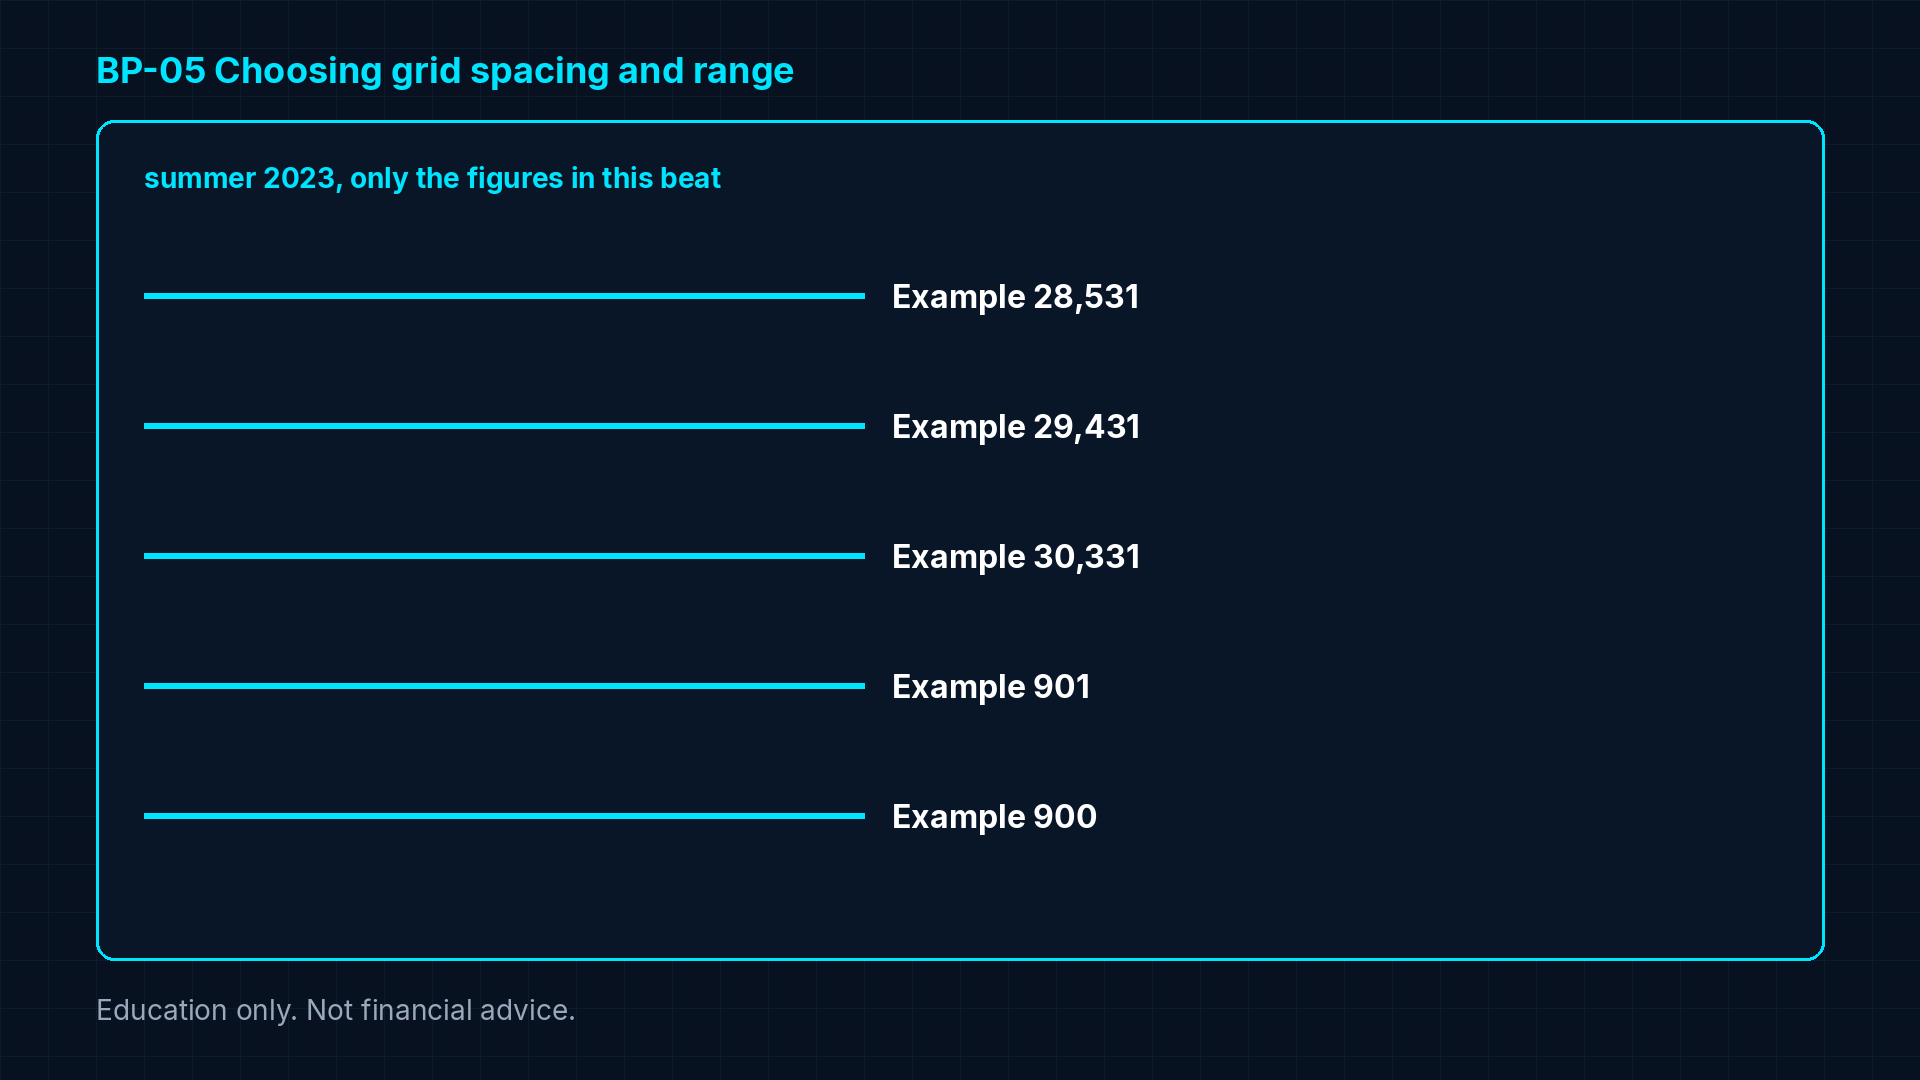 BP-05 Choosing grid spacing and range
summer 2023, only the figures in this beat
Example 28,531
Example 29,431
Example 30,331
Example 901
Example 900
Education only. Not financial advice.